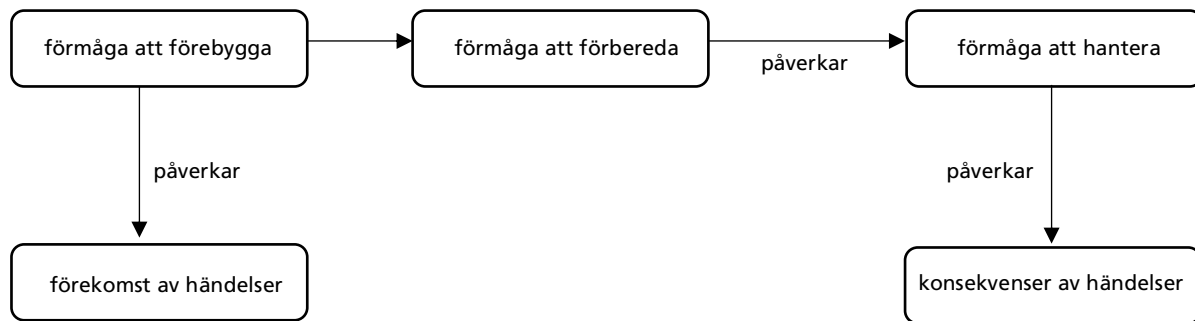 förmåga att förebygga
förmåga att förbereda
påverkar
förmåga att hantera
påverkar
påverkar
förekomst av händelser
konsekvenser av händelser